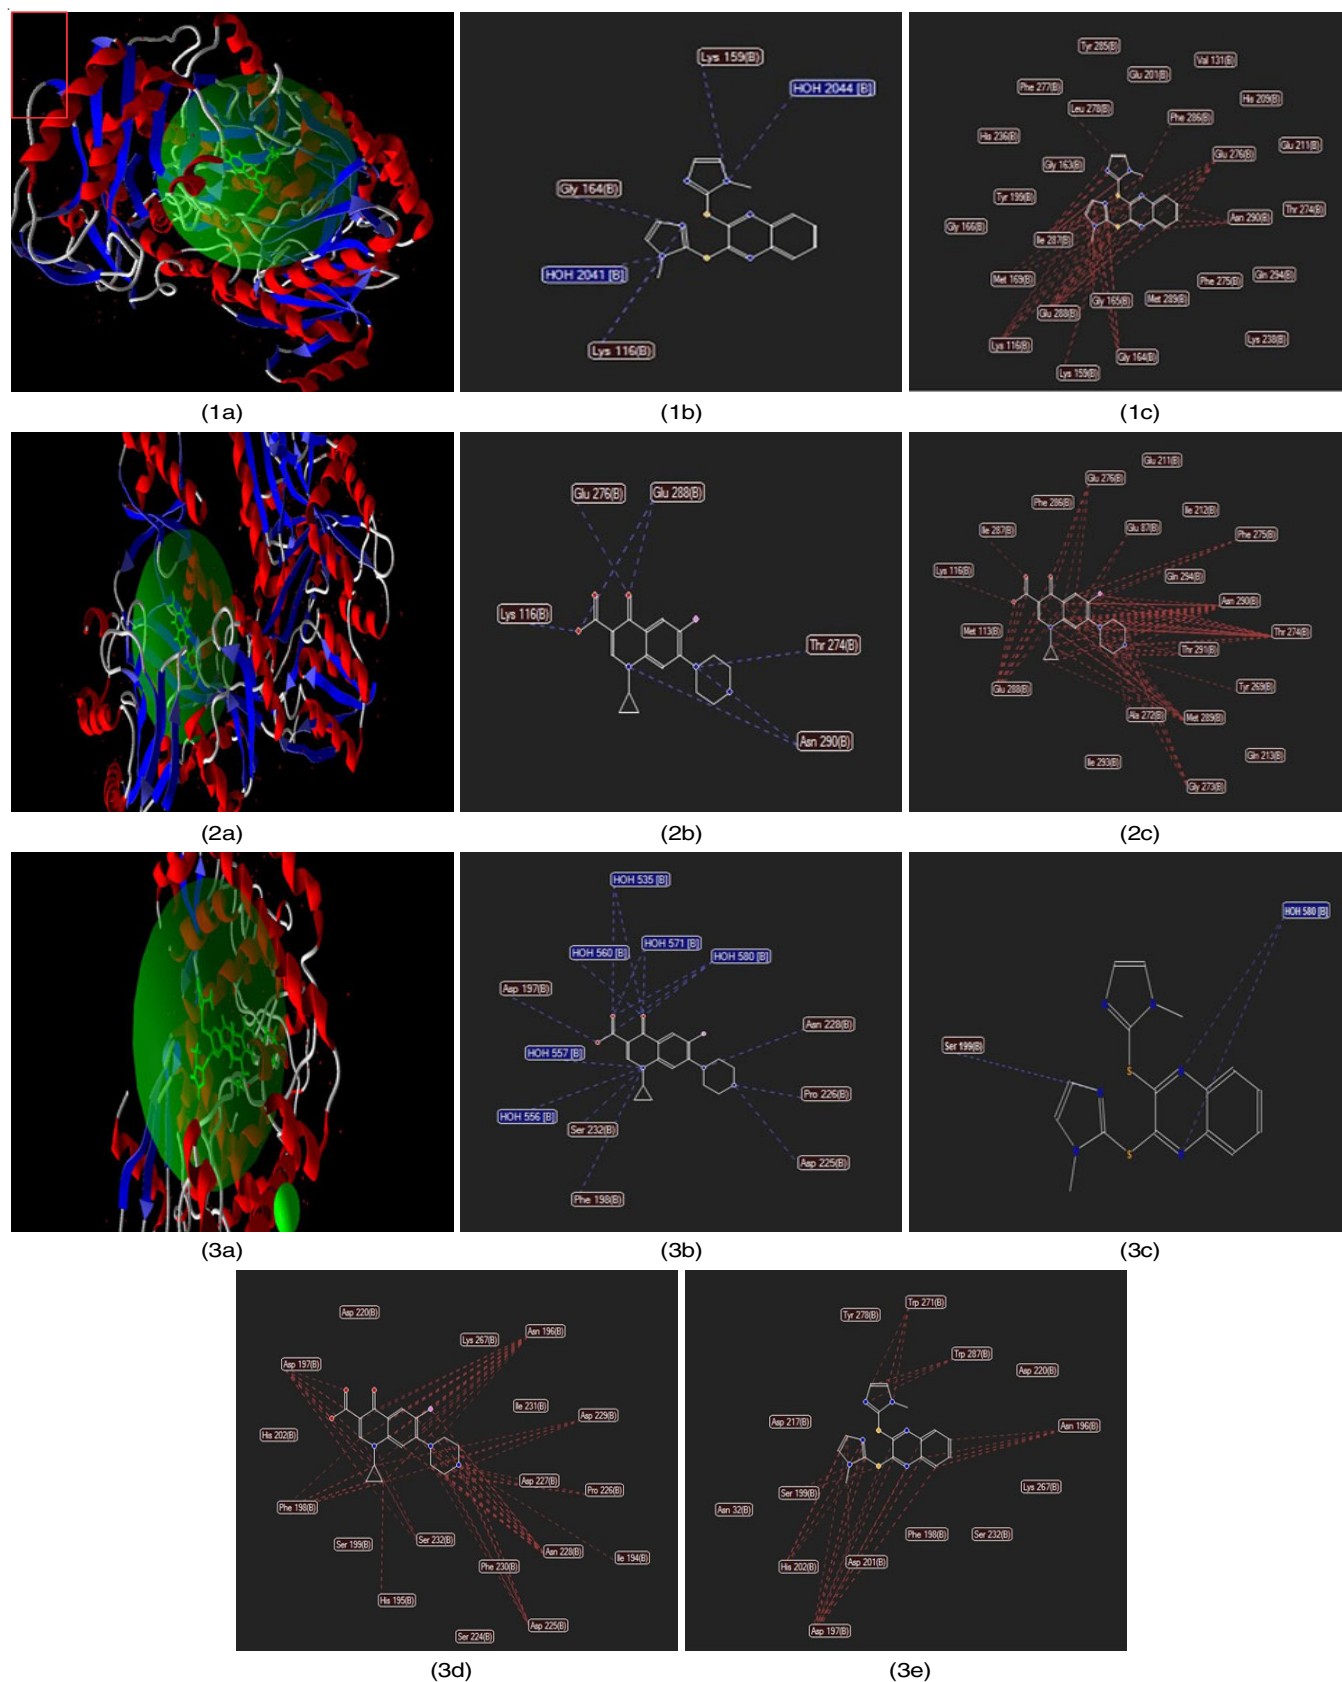 Lys 159(B)
HOH 2044 [B]
Gly 164(B)
HOH 2041 [B]
Lys 116(B)
Tyr 285(B)
Val 131(B)
Glu 201(B)
Phe 277(B)
Leu 278(B)
His 209(B)
Phe 286(B)
His 236(B)
Glu 211(B)
Glu 276(B)
Gly 163(B)
Tyr 199(B)
Thr 274(B)
Asn 290(B)
Gly 166(B)
Ile 287(B)
Met 169(B)
Gln 294(B)
Phe 275(B)
Gly 165(B)
Met 289(B)
Glu 288(B)
Lys 116(B)
Lys 238(B)
Gly 164(B)
Lys 159(B)
(1a)
(1b)
(1c)
Glu 276(B)
Glu 288(B)
Lys 116(B)
Thr 274(B)
Asn 290(B)
Glu 211(B)
Glu 276(B)
Phe 286(B)
Ile 212(B)
Ile 287(B)
Glu 87(B)
Phe 275(B)
Lys 116(B)
Gln 294(B)
Asn 290(B)
Met 113(B)
Thr 274(B)
Thr 291(B)
Glu 288(B)
Tyr 269(B)
Ala 272(B)
Met 289(B)
Ile 293(B)
Gln 213(B)
Gly 273(B)
(2a)
(2b)
(2c)
HOH 535 [B]
HOH 571 [B]
HOH 560 [B]
HOH 580 [B]
Asp 197(B)
Asn 228(B)
HOH 557 [B]
Pro 226(B)
HOH 556 [B]
Ser 232(B)
Asp 225(B)
Phe 198(B)
HOH 580 [B]
Ser 199(B)
N
N
N
S
N
S
N
N
(3a)
(3b)
(3c)
Asp 220(B)
Lys 267(B)
Asn 196(B)
Asp 197(B)
Ile 231(B)
Asp 229(B)
His 202(B)
Asp 227(B)
Pro 226(B)
Phe 198(B)
Ser 199(B)
Ser 232(B)
Asn 228(B)
Ile 194(B)
Phe 230(B)
His 195(B)
Asp 225(B)
Ser 224(B)
Trp 271(B)
Tyr 278(B)
Trp 287(B)
Asp 220(B)
Asp 217(B)
Asn 196(B)
Lys 267(B)
Ser 199(B)
Asn 32(B)
Phe 198(B)
Ser 232(B)
His 202(B)
Asp 201(B)
Asp 197(B)
(3d)
(3e)